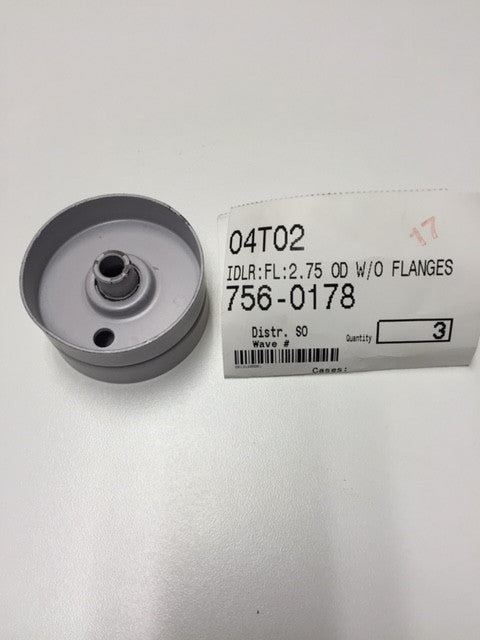 17
04T02
IDLR:FL:2.75 OD W/O FLANGES
756-0178
Distr. SO
Wave #
Quantity 3
Cases: